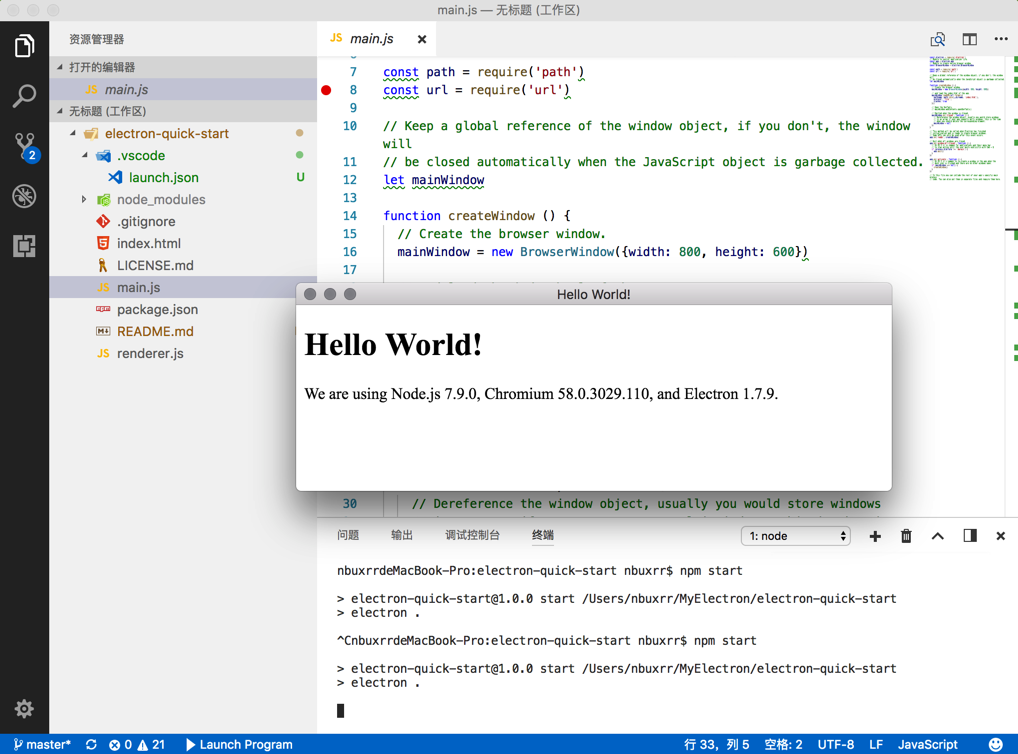 main.js — 无标题 (工作区)
资源管理器
打开的编辑器
JS main.js
无标题 (工作区)
electron-quick-start
.vscode
launch.json U
node_modules
.gitignore
index.html
LICENSE.md
JS main.js
package.json
README.md
JS renderer.js
2
JS main.js
7 const path = require('path')
8 const url = require('url')
9
10 // Keep a global reference of the window object, if you don't, the window
will
11 // be closed automatically when the JavaScript object is garbage collected.
12 let mainWindow
13
14 function createWindow () {
15 // Create the browser window.
16 mainWindow = new BrowserWindow({width: 800, height: 600})
17
Hello World!
Hello World!
We are using Node.js 7.9.0, Chromium 58.0.3029.110, and Electron 1.7.9.
30 // Dereference the window object, usually you would store windows
问题 输出 调试控制台 终端 1: node
nbuxrrdeMacBook-Pro:electron-quick-start nbuxrr$ npm start
> electron-quick-start@1.0.0 start /Users/nbuxrr/MyElectron/electron-quick-start
> electron .
^CnbuxrrdeMacBook-Pro:electron-quick-start nbuxrr$ npm start
> electron-quick-start@1.0.0 start /Users/nbuxrr/MyElectron/electron-quick-start
> electron .
master* 0 21 Launch Program 行 33，列 5 空格: 2 UTF-8 LF JavaScript